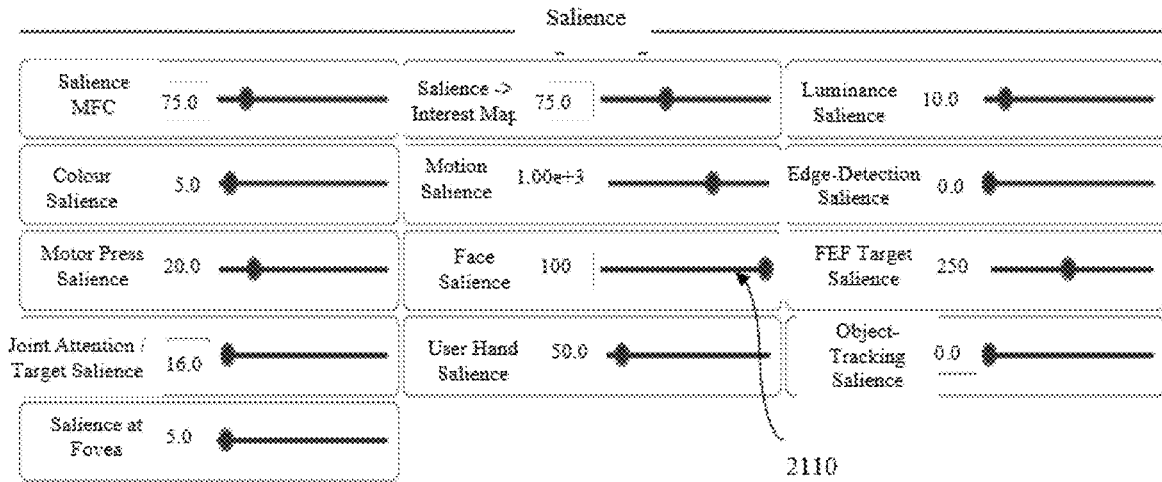 Salience
Salience
MFC
75.0
Salience ->
Interest Map
75.0
Luminance
Salience
10.0
Colour
Salience
5.0
Motion
Salience
1.00e+3
Edge-Detection
Salience
0.0
Motor Press
Salience
20.0
Face
Salience
100
FEF Target
Salience
250
Joint Attention /
Target Salience
16.0
User Hand
Salience
50.0
Object-
Tracking
Salience
0.0
Salience at
Fovea
5.0
2110